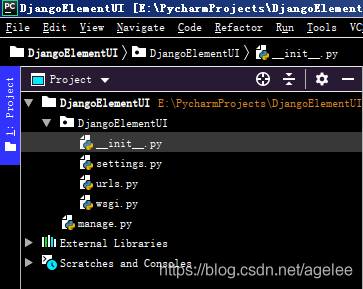 PC DjangoElementUI [E:\PycharmProjects\DjangoElementUI
File Edit View Navigate Code Refactor Run Tools VC
DjangoElementUI DjangoElementUI __init__.py
1: Project
Project
DjangoElementUI E:\PycharmProjects\DjangoElementUI
DjangoElementUI
__init__.py
settings.py
urls.py
wsgi.py
manage.py
External Libraries
Scratches and Consoles
https://blog.csdn.net/agelee